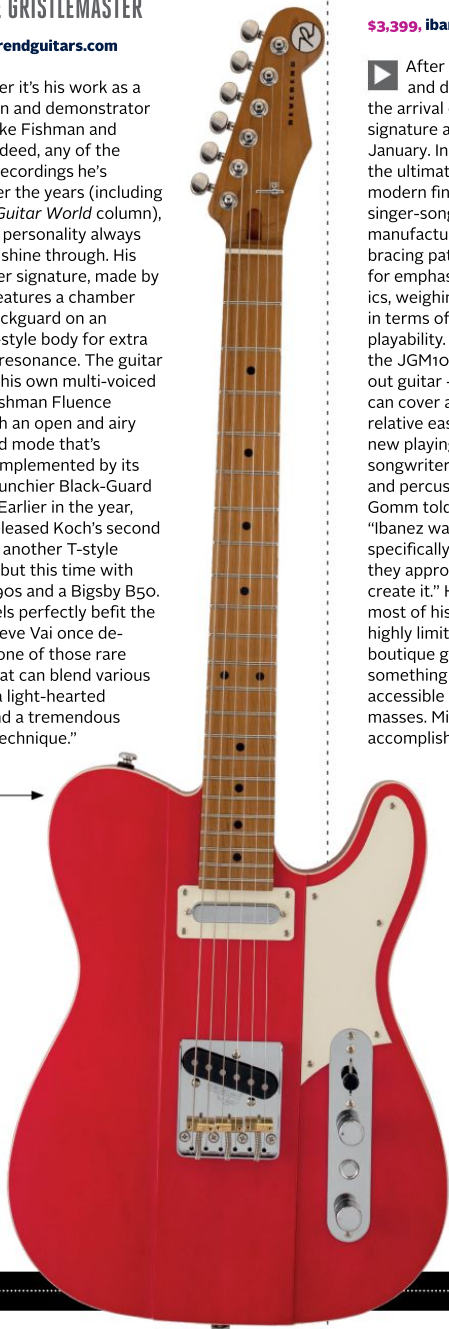 GRISTLEMASTER
rendguitars.com
er it's his work as a
n and demonstrator
ke Fishman and
deed, any of the
ecordings he's
er the years (including
Guitar World column),
personality always
shine through. His
er signature, made by
eatures a chamber
ckguard on an
-style body for extra
resonance. The guitar
his own multi-voiced
shman Fluence
h an open and airy
d mode that's
mplemented by its
unchier Black-Guard
Earlier in the year,
leased Koch's second
another T-style
but this time with
90s and a Bigsby B50.
els perfectly befit the
eve Vai once de-
one of those rare
at can blend various
a light-hearted
nd a tremendous
echnique."
REVEREND
$3,399, iba
After
and d
the arrival
signature a
January. In
the ultimat
modern fin
singer-song
manufactu
bracing pat
for emphas
ics, weighin
in terms of
playability.
the JGM10
out guitar -
can cover a
relative eas
new playing
songwriter
and percus
Gomm told
"Ibanez wa
specifically
they appro
create it." H
most of his
highly limit
boutique g
something
accessible
masses. Mi
accomplish